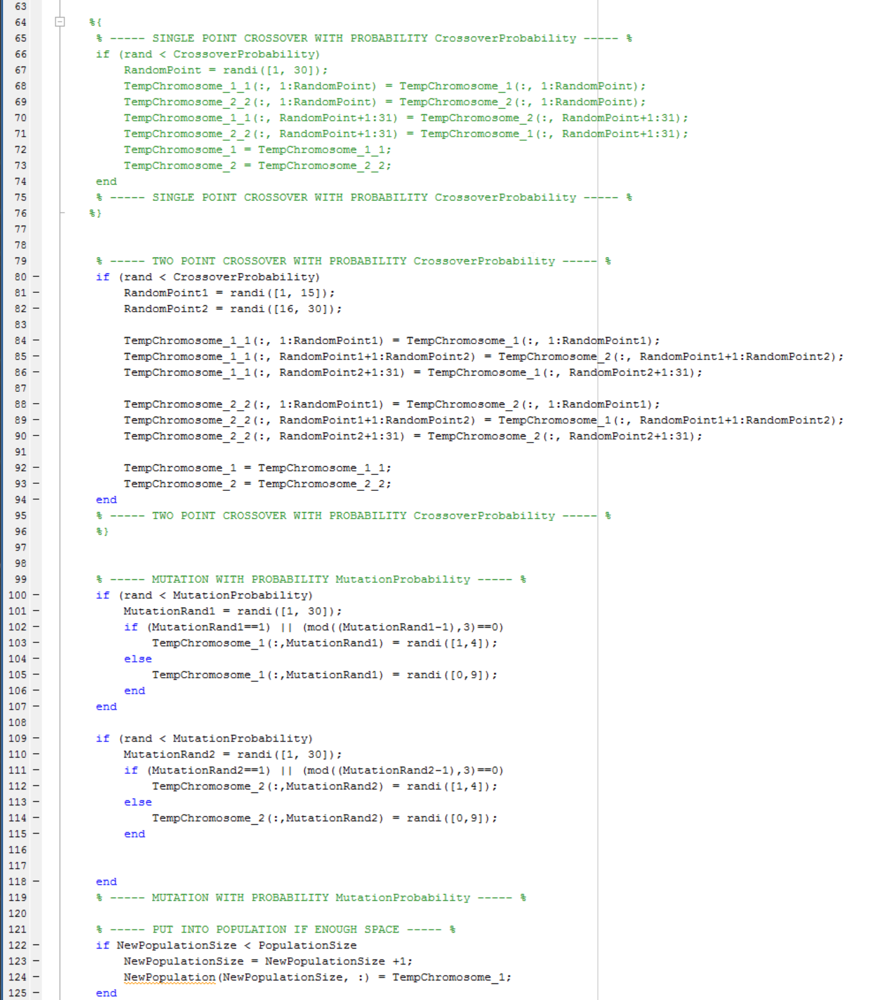 63
64 %{
65 % ----- SINGLE POINT CROSSOVER WITH PROBABILITY CrossoverProbability ----- %
66 if (rand < CrossoverProbability)
67 RandomPoint = randi([1, 30]);
68 TempChromosome_1_1(:, 1:RandomPoint) = TempChromosome_1(:, 1:RandomPoint);
69 TempChromosome_2_2(:, 1:RandomPoint) = TempChromosome_2(:, 1:RandomPoint);
70 TempChromosome_1_1(:, RandomPoint+1:31) = TempChromosome_2(:, RandomPoint+1:31);
71 TempChromosome_2_2(:, RandomPoint+1:31) = TempChromosome_1(:, RandomPoint+1:31);
72 TempChromosome_1 = TempChromosome_1_1;
73 TempChromosome_2 = TempChromosome_2_2;
74 end
75 % ----- SINGLE POINT CROSSOVER WITH PROBABILITY CrossoverProbability ----- %
76 %}
77
78
79 % ----- TWO POINT CROSSOVER WITH PROBABILITY CrossoverProbability ----- %
80 – if (rand < CrossoverProbability)
81 – RandomPoint1 = randi([1, 15]);
82 – RandomPoint2 = randi([16, 30]);
83
84 – TempChromosome_1_1(:, 1:RandomPoint1) = TempChromosome_1(:, 1:RandomPoint1);
85 – TempChromosome_1_1(:, RandomPoint1+1:RandomPoint2) = TempChromosome_2(:, RandomPoint1+1:RandomPoint2);
86 – TempChromosome_1_1(:, RandomPoint2+1:31) = TempChromosome_1(:, RandomPoint2+1:31);
87
88 – TempChromosome_2_2(:, 1:RandomPoint1) = TempChromosome_2(:, 1:RandomPoint1);
89 – TempChromosome_2_2(:, RandomPoint1+1:RandomPoint2) = TempChromosome_1(:, RandomPoint1+1:RandomPoint2);
90 – TempChromosome_2_2(:, RandomPoint2+1:31) = TempChromosome_2(:, RandomPoint2+1:31);
91
92 – TempChromosome_1 = TempChromosome_1_1;
93 – TempChromosome_2 = TempChromosome_2_2;
94 – end
95 % ----- TWO POINT CROSSOVER WITH PROBABILITY CrossoverProbability ----- %
96 %}
97
98
99 % ----- MUTATION WITH PROBABILITY MutationProbability ----- %
100 – if (rand < MutationProbability)
101 – MutationRand1 = randi([1, 30]);
102 – if (MutationRand1==1) || (mod((MutationRand1-1),3)==0)
103 – TempChromosome_1(:,MutationRand1) = randi([1,4]);
104 – else
105 – TempChromosome_1(:,MutationRand1) = randi([0,9]);
106 – end
107 – end
108
109 – if (rand < MutationProbability)
110 – MutationRand2 = randi([1, 30]);
111 – if (MutationRand2==1) || (mod((MutationRand2-1),3)==0)
112 – TempChromosome_2(:,MutationRand2) = randi([1,4]);
113 – else
114 – TempChromosome_2(:,MutationRand2) = randi([0,9]);
115 – end
116
117
118 – end
119 % ----- MUTATION WITH PROBABILITY MutationProbability ----- %
120
121 % ----- PUT INTO POPULATION IF ENOUGH SPACE ----- %
122 – if NewPopulationSize < PopulationSize
123 – NewPopulationSize = NewPopulationSize +1;
124 – NewPopulation(NewPopulationSize, :) = TempChromosome_1;
125 – end